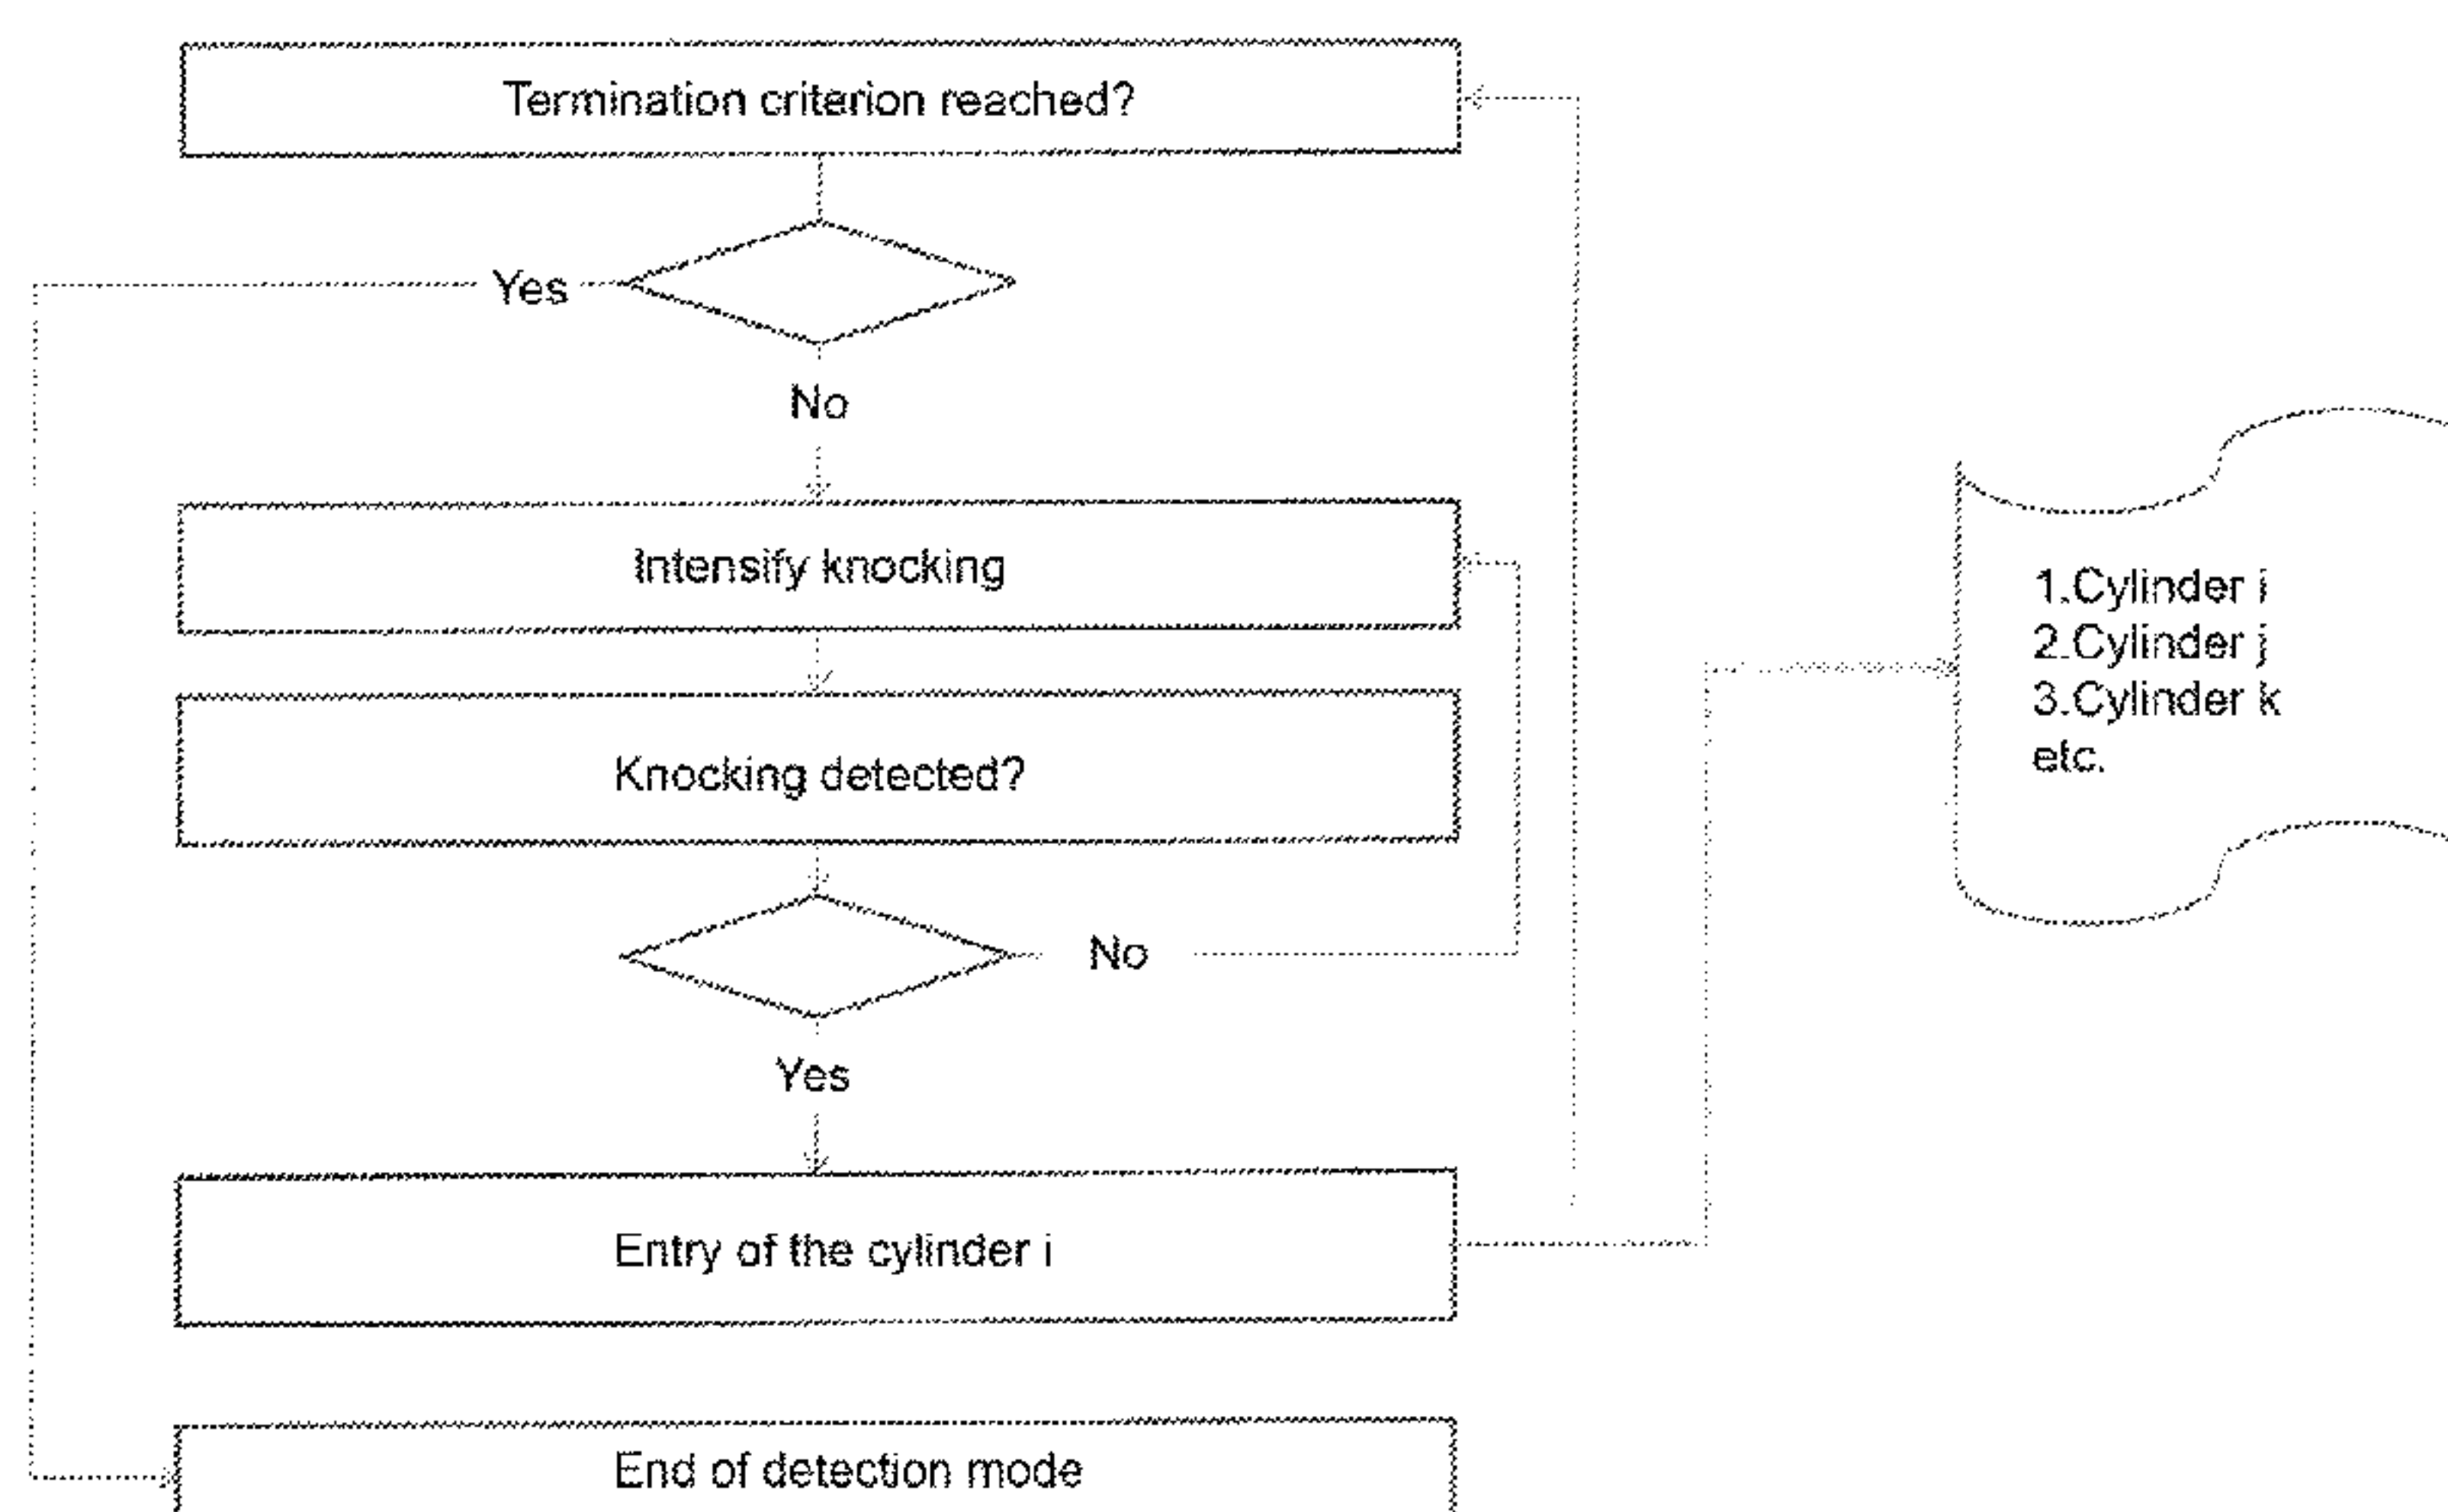 Termination criterion reached?
Yes
No
Intensify knocking
Knocking detected?
No
Yes
Entry of the cylinder i
End of detection mode
1.Cylinder i
2.Cylinder j
3.Cylinder k
etc.